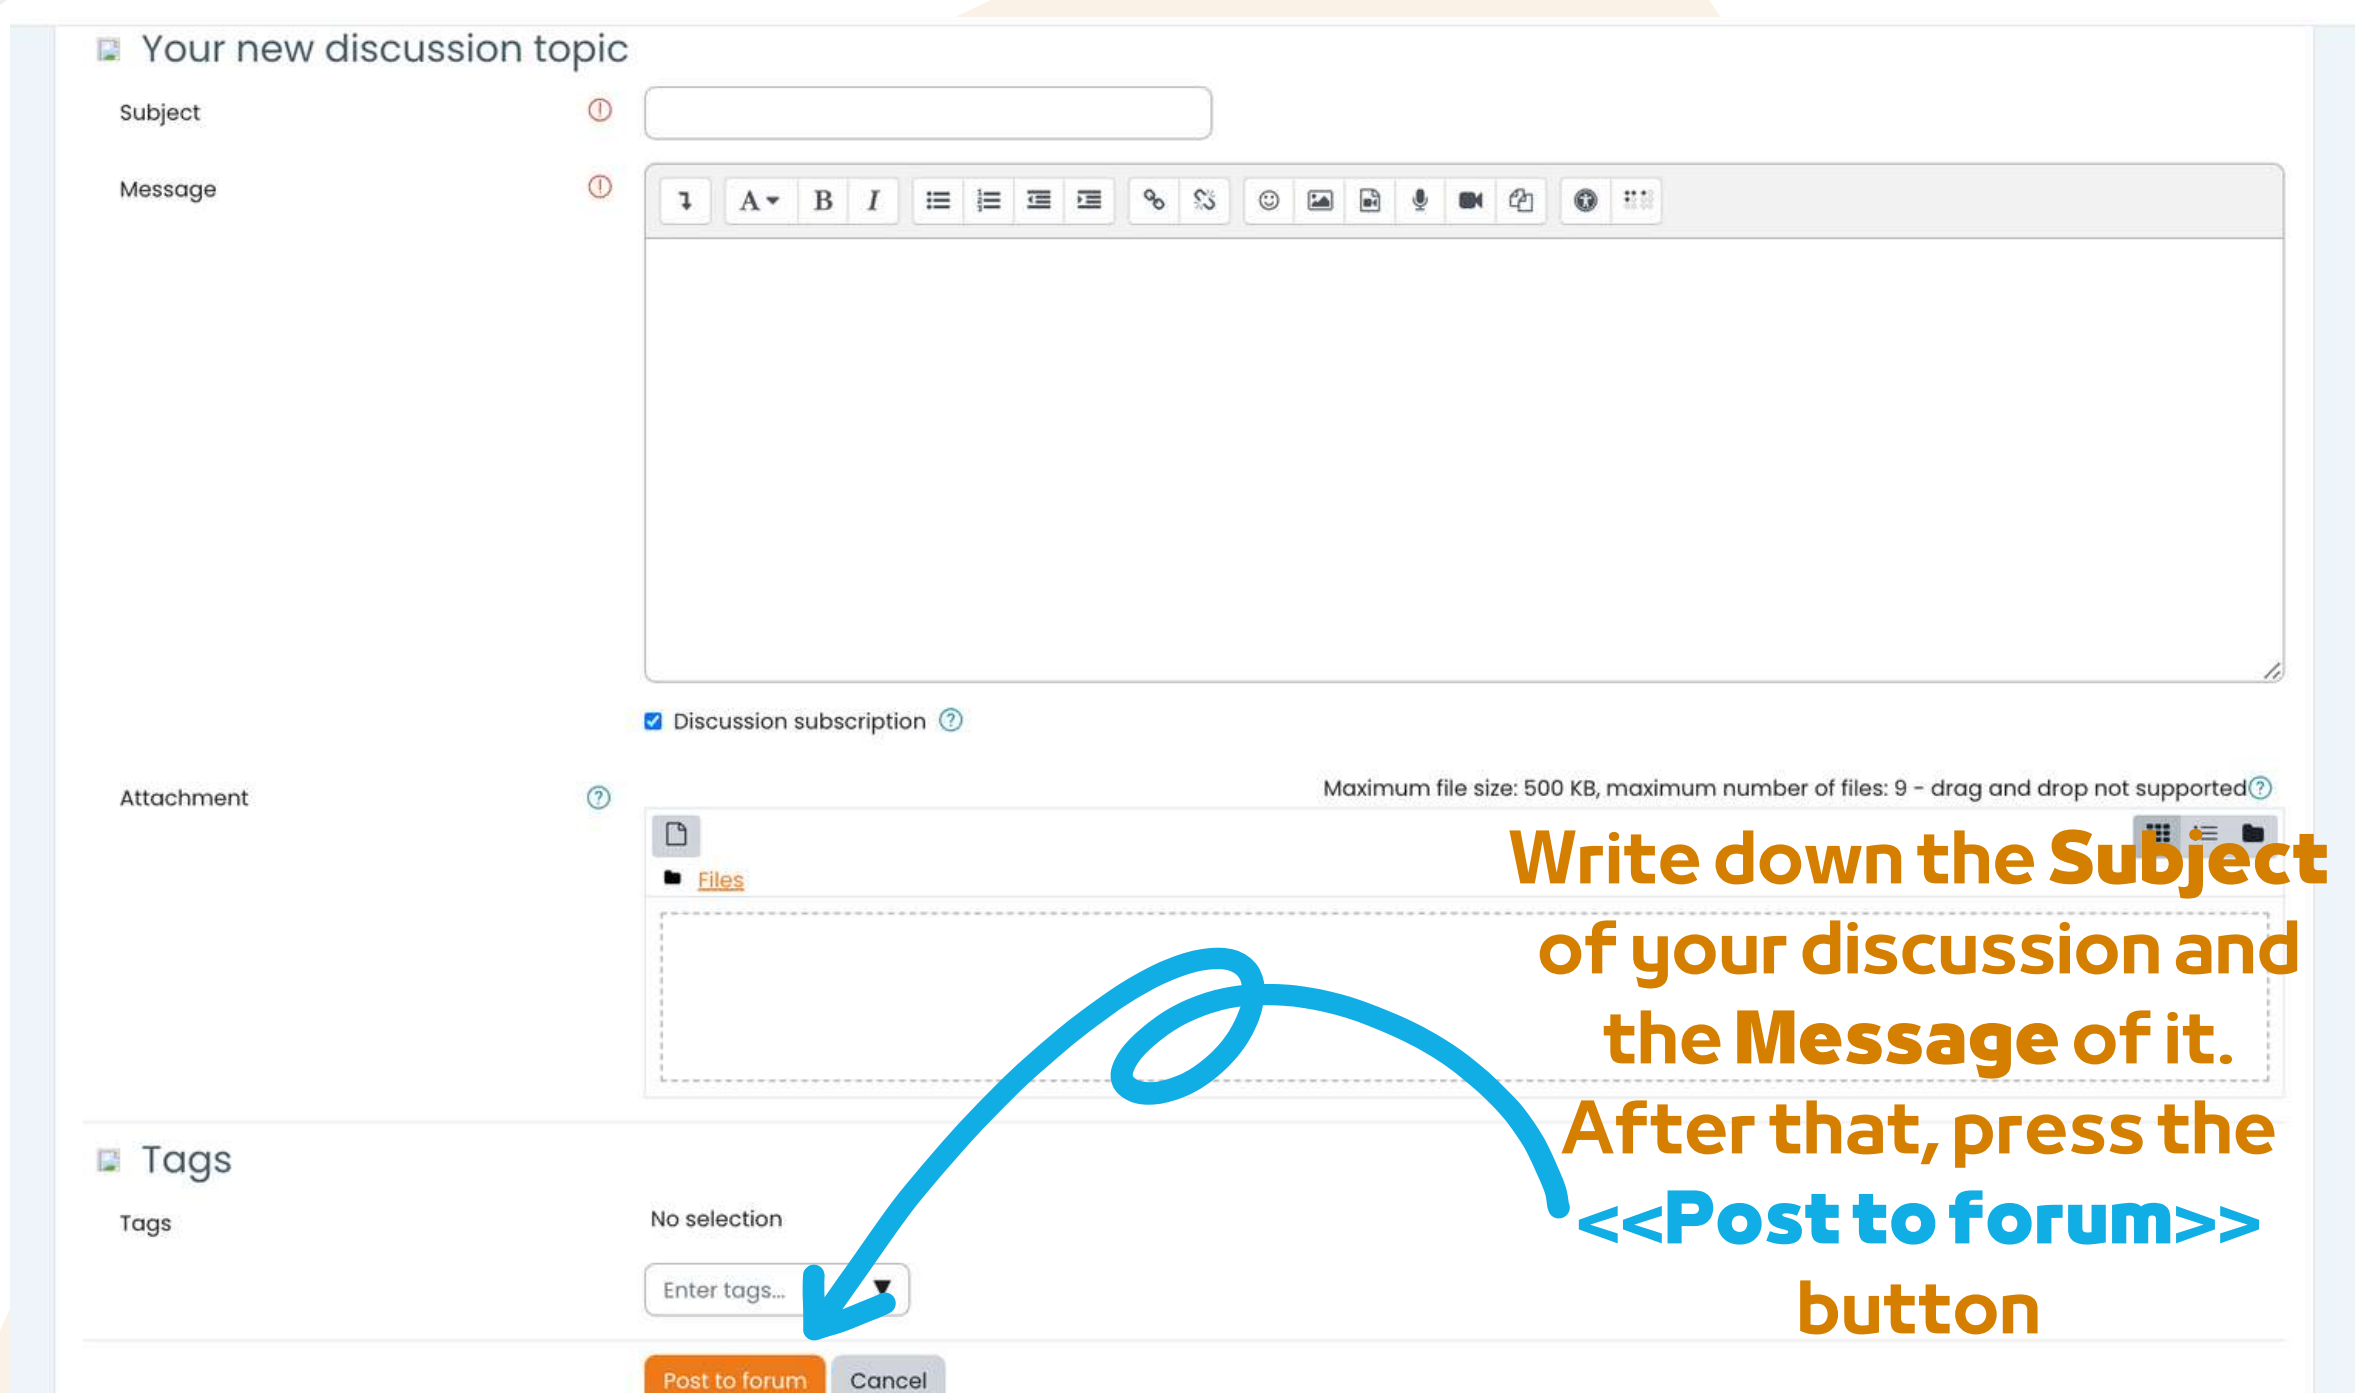 Your new discussion topic
Subject
Message
A B I
Discussion subscription
Maximum file size: 500 KB, maximum number of files: 9 - drag and drop not supported
Attachment
Files
Write down the Subject
of your discussion and
the Message of it.
After that, press the
<<Post to forum>>
button
Tags
Tags
No selection
Enter tags...
Post to forum
Cancel